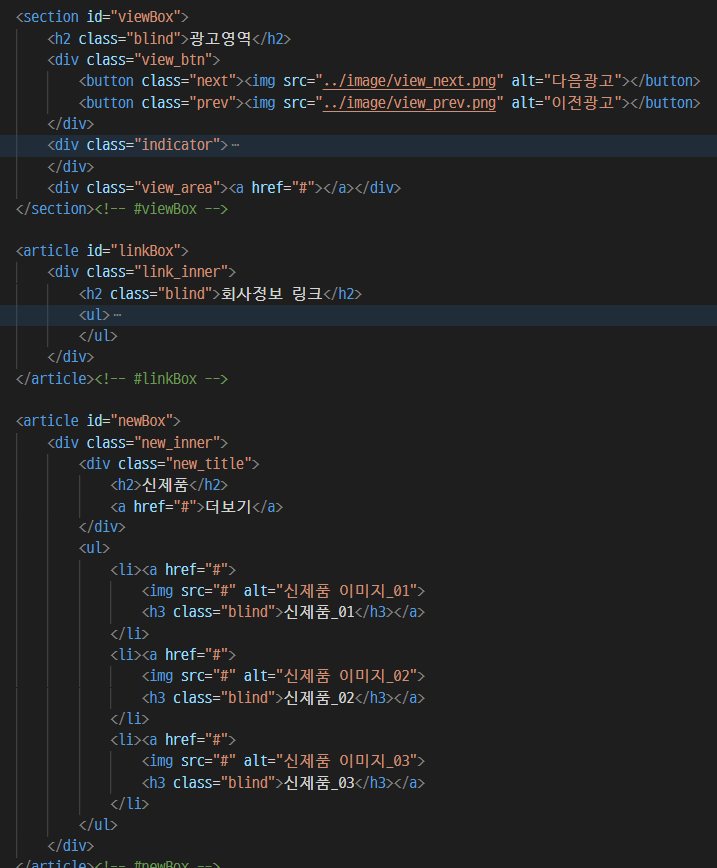 <section id="viewBox">
<h2 class="blind">광고영역</h2>
<div class="view_btn">
<button class="next"><img src="../image/view_next.png" alt="다음광고"></button>
<button class="prev"><img src="../image/view_prev.png" alt="이전광고"></button>
</div>
<div class="indicator">⋯
</div>
<div class="view_area"><a href="#"></a></div>
</section><!-- #viewBox -->
<article id="linkBox">
<div class="link_inner">
<h2 class="blind">회사정보 링크</h2>
<ul>⋯
</ul>
</div>
</article><!-- #linkBox -->
<article id="newBox">
<div class="new_inner">
<div class="new_title">
<h2>신제품</h2>
<a href="#">더보기</a>
</div>
<ul>
<li><a href="#">
<img src="#" alt="신제품 이미지_01">
<h3 class="blind">신제품_01</h3></a>
</li>
<li><a href="#">
<img src="#" alt="신제품 이미지_02">
<h3 class="blind">신제품_02</h3></a>
</li>
<li><a href="#">
<img src="#" alt="신제품 이미지_03">
<h3 class="blind">신제품_03</h3></a>
</li>
</ul>
</div>
</article><!-- #newBox -->